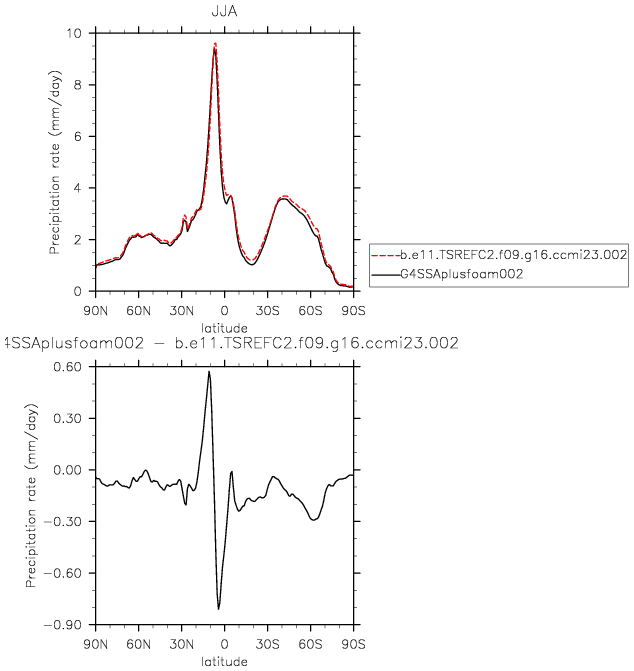 JJA
10
8
6
4
2
0
Precipitation rate (mm/day)
90N 60N 30N 0 30S 60S 90S
latitude
b.e11.TSREFC2.f09.g16.ccmi23.002
G4SSAplusfoam002
4SSAplusfoam002 − b.e11.TSREFC2.f09.g16.ccmi23.002
0.60
0.30
0.00
−0.30
−0.60
−0.90
Precipitation rate (mm/day)
90N 60N 30N 0 30S 60S 90S
latitude